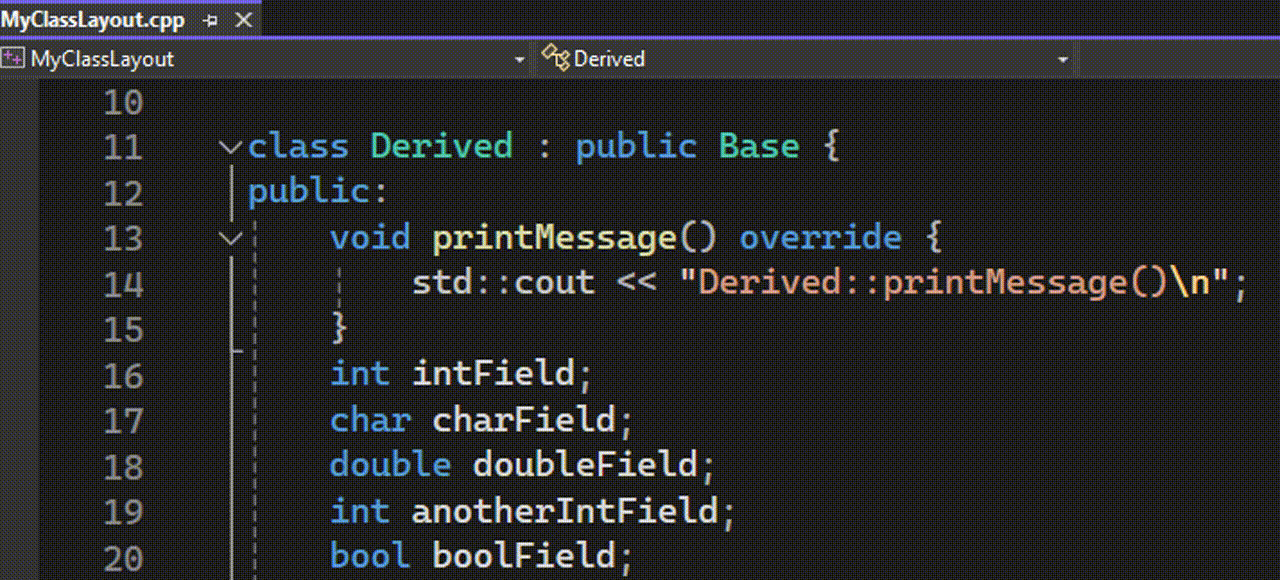 MyClassLayout.cpp
MyClassLayout Derived
10
11 class Derived : public Base {
12 public:
13 void printMessage() override {
14 std::cout << "Derived::printMessage()\n";
15 }
16 int intField;
17 char charField;
18 double doubleField;
19 int anotherIntField;
20 bool boolField;